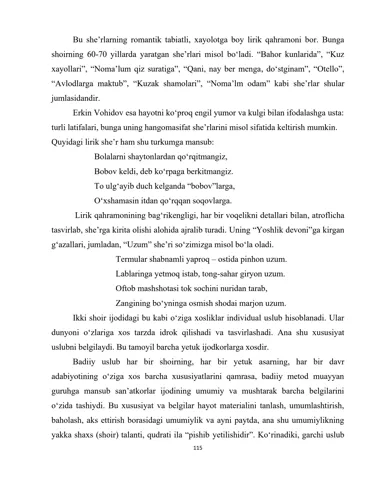 Bu she’rlarning romantik tabiatli, xayolotga boy lirik qahramoni bor. Bunga
shoirning 60-70 yillarda yaratgan she’rlari misol bo‘ladi. “Bahor kunlarida”, “Kuz
xayollari”, “Noma’lum qiz suratiga”, “Qani, nay ber menga, do‘stginam”, “Otello”,
“Avlodlarga maktub”, “Kuzak shamolari”, “Noma’lm odam” kabi she’rlar shular
jumlasidandir.
Erkin Vohidov esa hayotni ko‘proq engil yumor va kulgi bilan ifodalashga usta:
turli latifalari, bunga uning hangomasifat she’rlarini misol sifatida keltirish mumkin.
Quyidagi lirik she’r ham shu turkumga mansub:
Bolalarni shaytonlardan qo‘rqitmangiz,
Bobov keldi, deb ko‘rpaga berkitmangiz.
To ulg‘ayib duch kelganda “bobov”larga,
O‘xshamasin itdan qo‘rqqan soqovlarga.
Lirik qahramonining bag‘rikengligi, har bir voqelikni detallari bilan, atroflicha
tasvirlab, she’rga kirita olishi alohida ajralib turadi. Uning “Yoshlik devoni”ga kirgan
g‘azallari, jumladan, “Uzum” she’ri so‘zimizga misol bo‘la oladi.
Termular shabnamli yaproq – ostida pinhon uzum.
Lablaringa yetmoq istab, tong-sahar giryon uzum.
Oftob mashshotasi tok sochini nuridan tarab,
Zangining bo‘yninga osmish shodai marjon uzum.
Ikki shoir ijodidagi bu kabi o‘ziga xosliklar individual uslub hisoblanadi. Ular
dunyoni o‘zlariga xos tarzda idrok qilishadi va tasvirlashadi. Ana shu xususiyat
uslubni belgilaydi. Bu tamoyil barcha yetuk ijodkorlarga xosdir.
Badiiy uslub har bir shoirning, har bir yetuk asarning, har bir davr
adabiyotining o‘ziga xos barcha xususiyatlarini qamrasa, badiiy metod muayyan
guruhga mansub san’atkorlar ijodining umumiy va mushtarak barcha belgilarini
o‘zida tashiydi. Bu xususiyat va belgilar hayot materialini tanlash, umumlashtirish,
baholash, aks ettirish borasidagi umumiylik va ayni paytda, ana shu umumiylikning
yakka shaxs (shoir) talanti, qudrati ila “pishib yetilishidir”. Ko‘rinadiki, garchi uslub
115